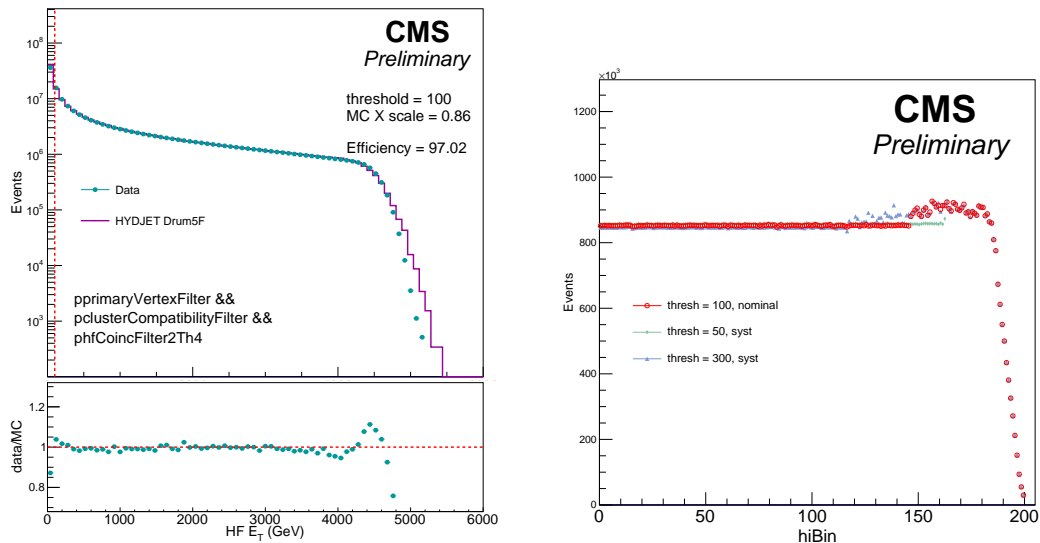 CMS
Preliminary
threshold = 100
MC X scale = 0.86
Efficiency = 97.02
Data
HYDJET Drum5F
pprimaryVertexFilter &&
pclusterCompatibilityFilter &&
phfCoincFilter2Th4
Events
10^8
10^7
10^6
10^5
10^4
10^3
data/MC
1.2
1
0.8
0 1000 2000 3000 4000 5000 6000
HF E_T (GeV)
×10^3
CMS
Preliminary
thresh = 100, nominal
thresh = 50, syst
thresh = 300, syst
Events
1200
1000
800
600
400
200
0
0 50 100 150 200
hiBin